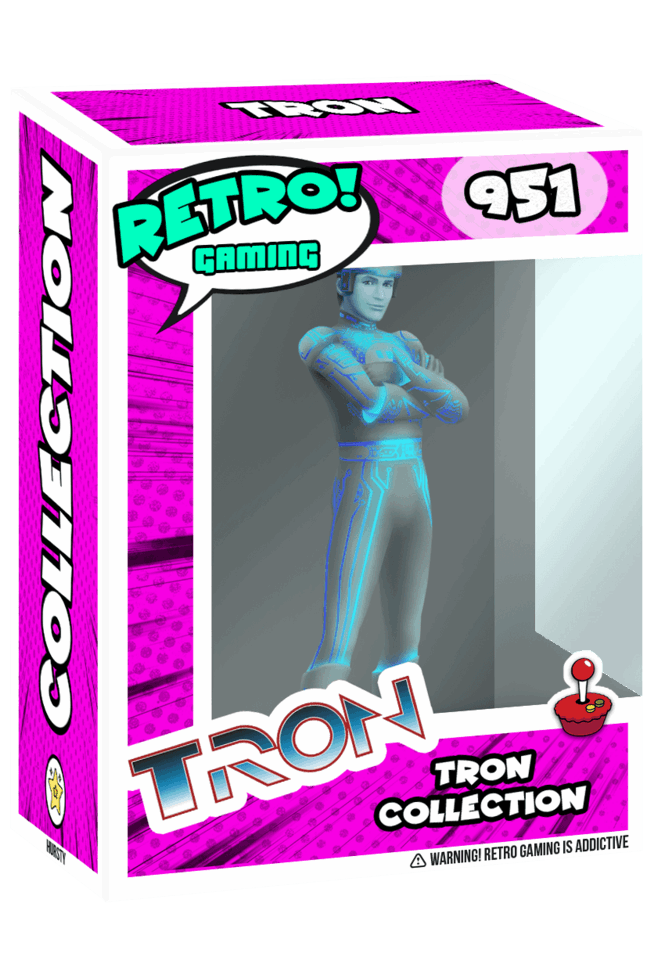 TRON
RETRO!
GAMING
951
COLLECTION
TRON
TRON
COLLECTION
WARNING! RETRO GAMING IS ADDICTIVE
HURSTY